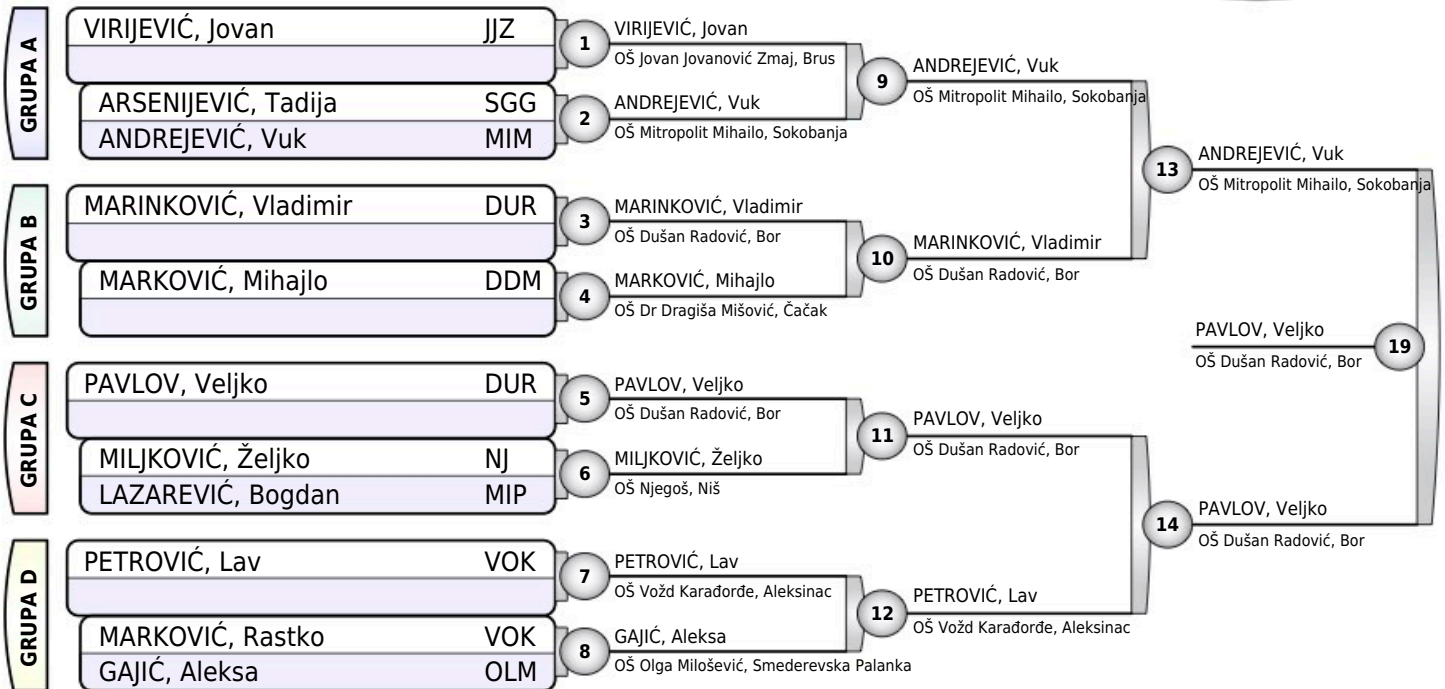 GRUPA A
VIRIJEVIĆ, Jovan JJZ
ARSENIJEVIĆ, Tadija SGG
ANDREJEVIĆ, Vuk MIM
1
VIRIJEVIĆ, Jovan
OŠ Jovan Jovanović Zmaj, Brus
2
ANDREJEVIĆ, Vuk
OŠ Mitropolit Mihailo, Sokobanja
9
ANDREJEVIĆ, Vuk
OŠ Mitropolit Mihailo, Sokobanja
GRUPA B
MARINKOVIĆ, Vladimir DUR
MARKOVIĆ, Mihajlo DDM
3
MARINKOVIĆ, Vladimir
OŠ Dušan Radović, Bor
4
MARKOVIĆ, Mihajlo
OŠ Dr Dragiša Mišović, Čačak
10
MARINKOVIĆ, Vladimir
OŠ Dušan Radović, Bor
13
ANDREJEVIĆ, Vuk
OŠ Mitropolit Mihailo, Sokobanja
GRUPA C
PAVLOV, Veljko DUR
MILJKOVIĆ, Željko NJ
LAZAREVIĆ, Bogdan MIP
5
PAVLOV, Veljko
OŠ Dušan Radović, Bor
6
MILJKOVIĆ, Željko
OŠ Njegoš, Niš
11
PAVLOV, Veljko
OŠ Dušan Radović, Bor
GRUPA D
PETROVIĆ, Lav VOK
MARKOVIĆ, Rastko VOK
GAJIĆ, Aleksa OLM
7
PETROVIĆ, Lav
OŠ Vožd Karađorđe, Aleksinac
8
GAJIĆ, Aleksa
OŠ Olga Milošević, Smederevska Palanka
12
PETROVIĆ, Lav
OŠ Vožd Karađorđe, Aleksinac
14
PAVLOV, Veljko
OŠ Dušan Radović, Bor
PAVLOV, Veljko
OŠ Dušan Radović, Bor
19